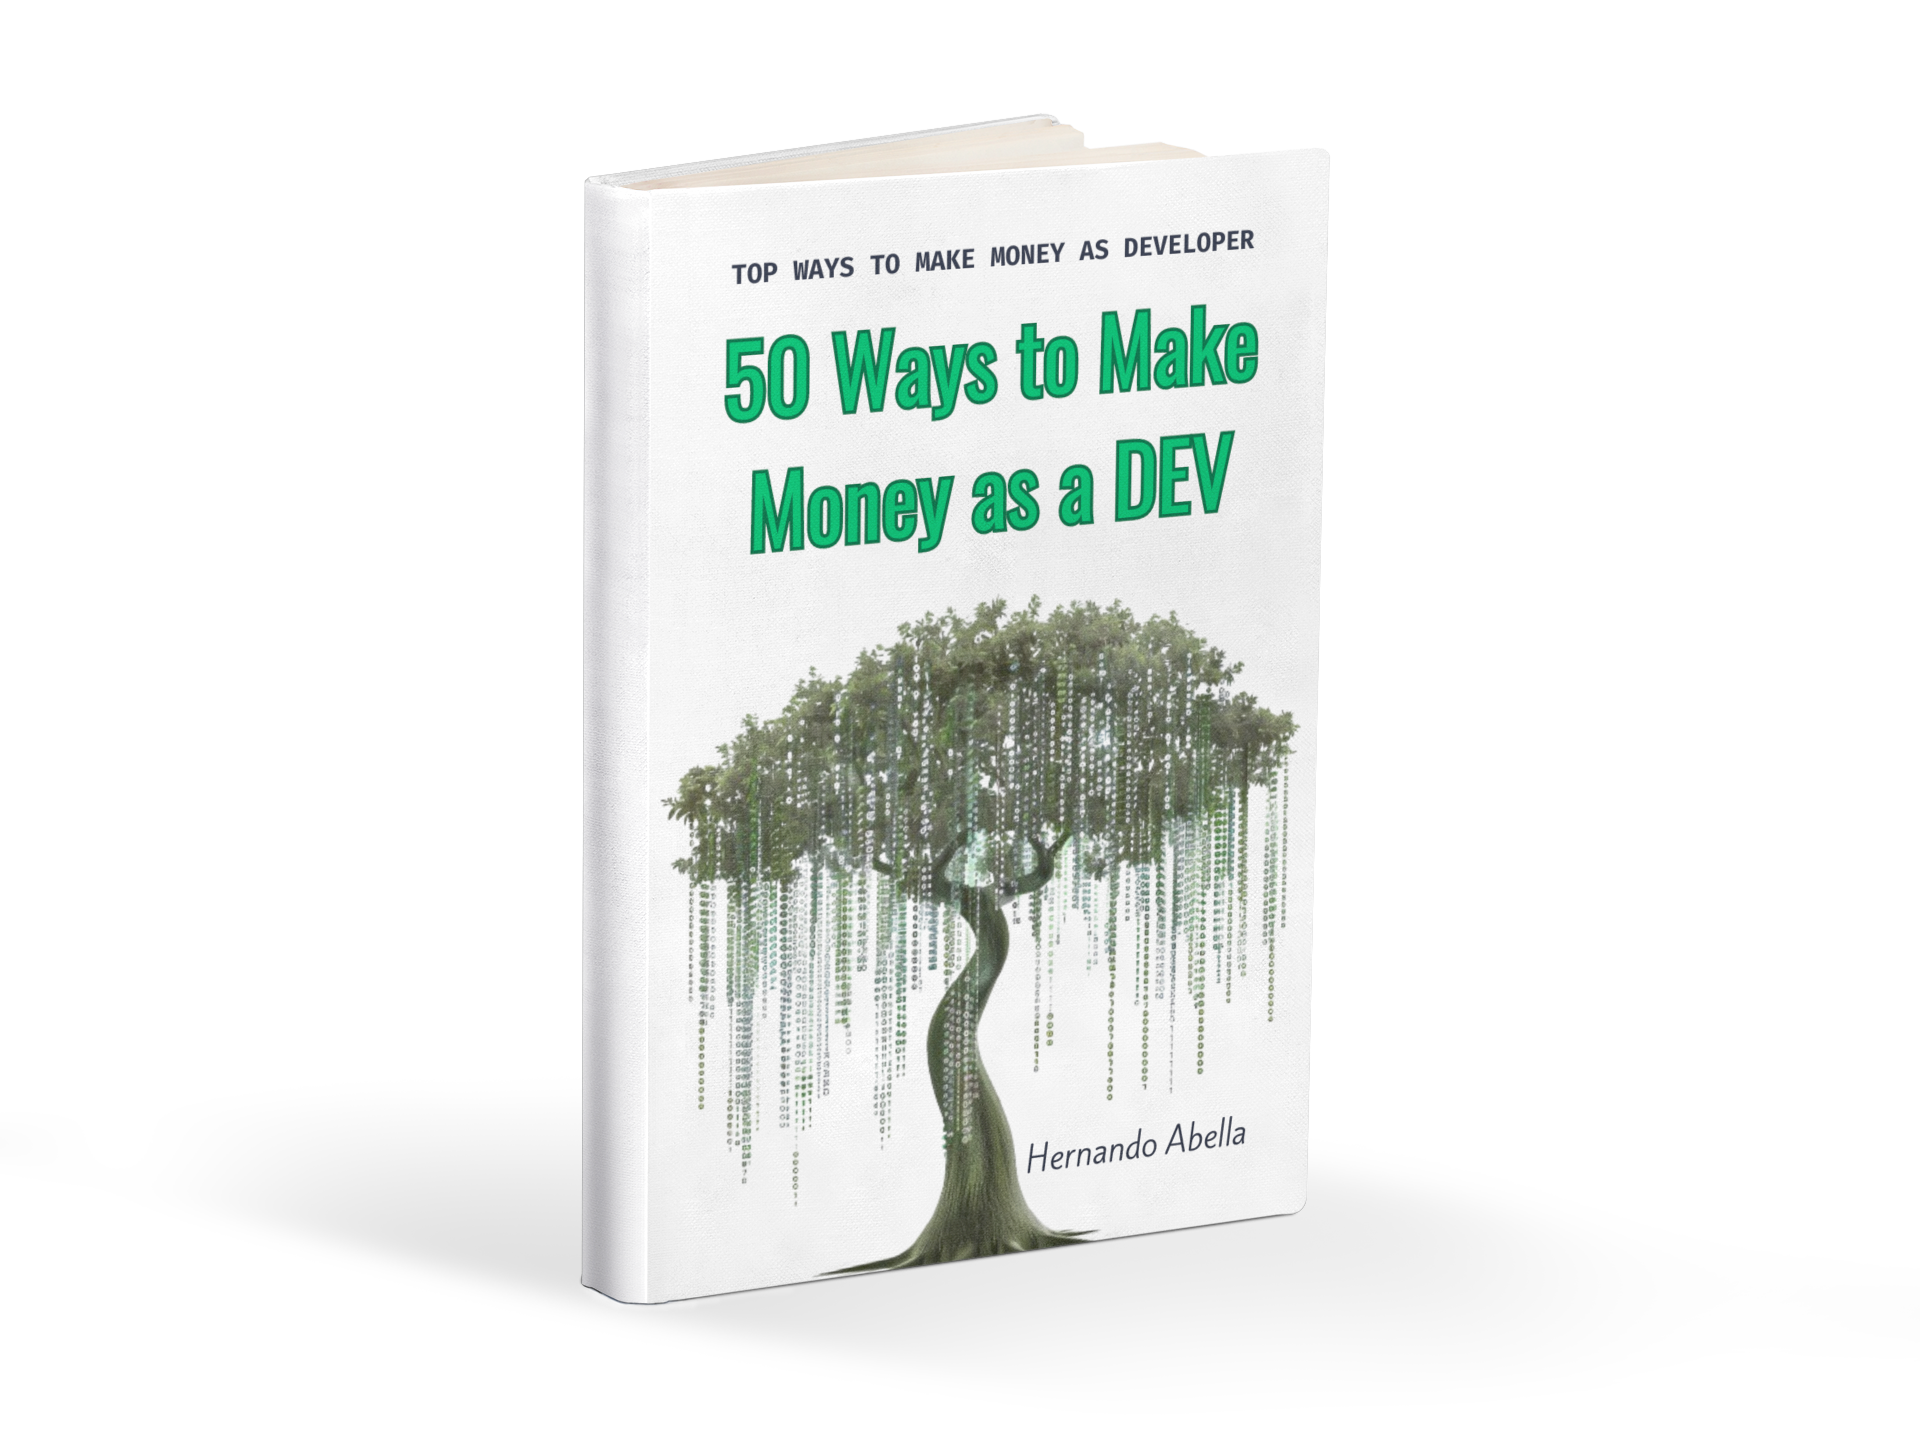 TOP WAYS TO MAKE MONEY AS DEVELOPER
50 Ways to Make
Money as a DEV
Hernando Abella